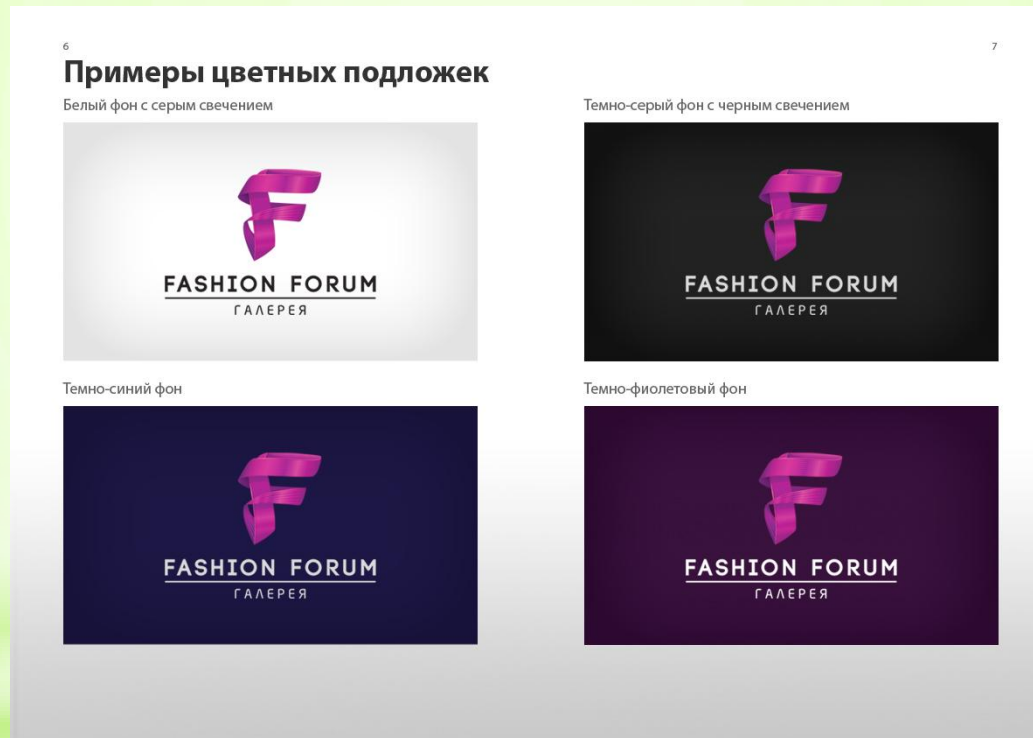 6
7
Примеры цветных подложек
Белый фон с серым свечением
FASHION FORUM
ГАЛЕРЕЯ
Темно-серый фон с черным свечением
FASHION FORUM
ГАЛЕРЕЯ
Темно-синий фон
FASHION FORUM
ГАЛЕРЕЯ
Темно-фиолетовый фон
FASHION FORUM
ГАЛЕРЕЯ